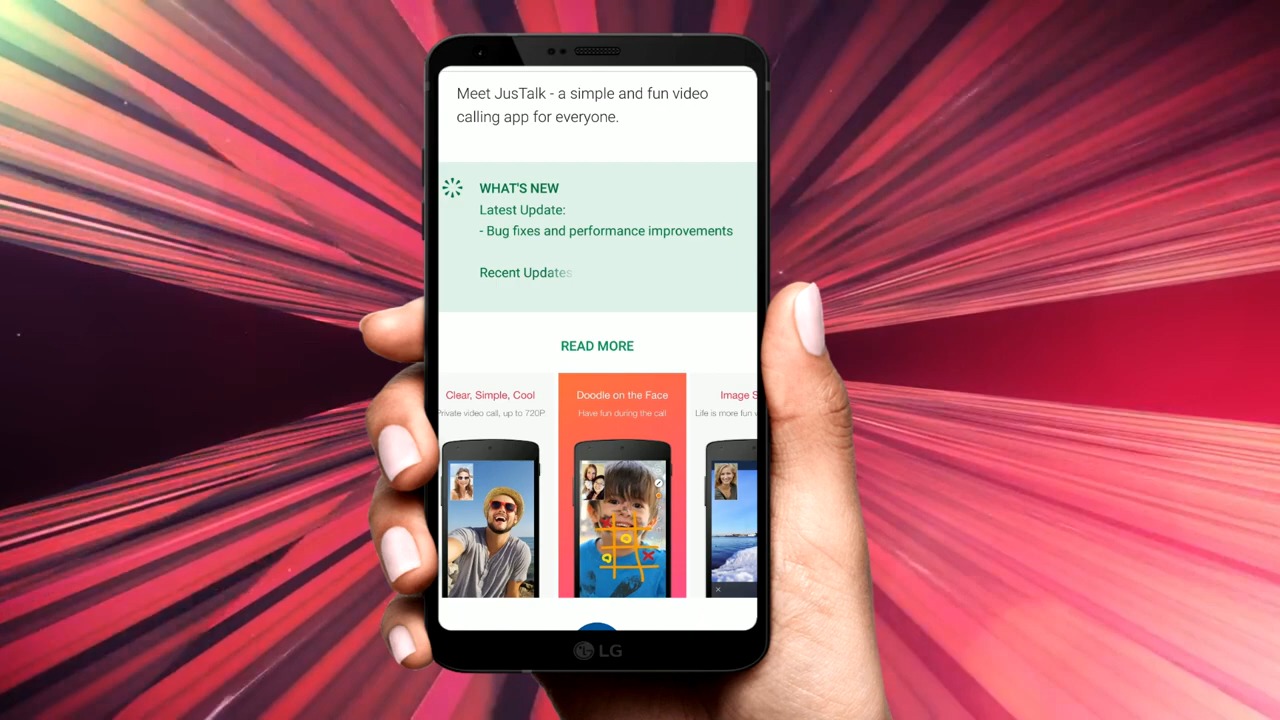 Meet JusTalk - a simple and fun video
calling app for everyone.
WHAT'S NEW
Latest Update:
- Bug fixes and performance improvements
Recent Updates
READ MORE
Clear, Simple, Cool
Private video call, up to 720P
Doodle on the Face
Have fun during the call
Image S
Life is more fun
LG